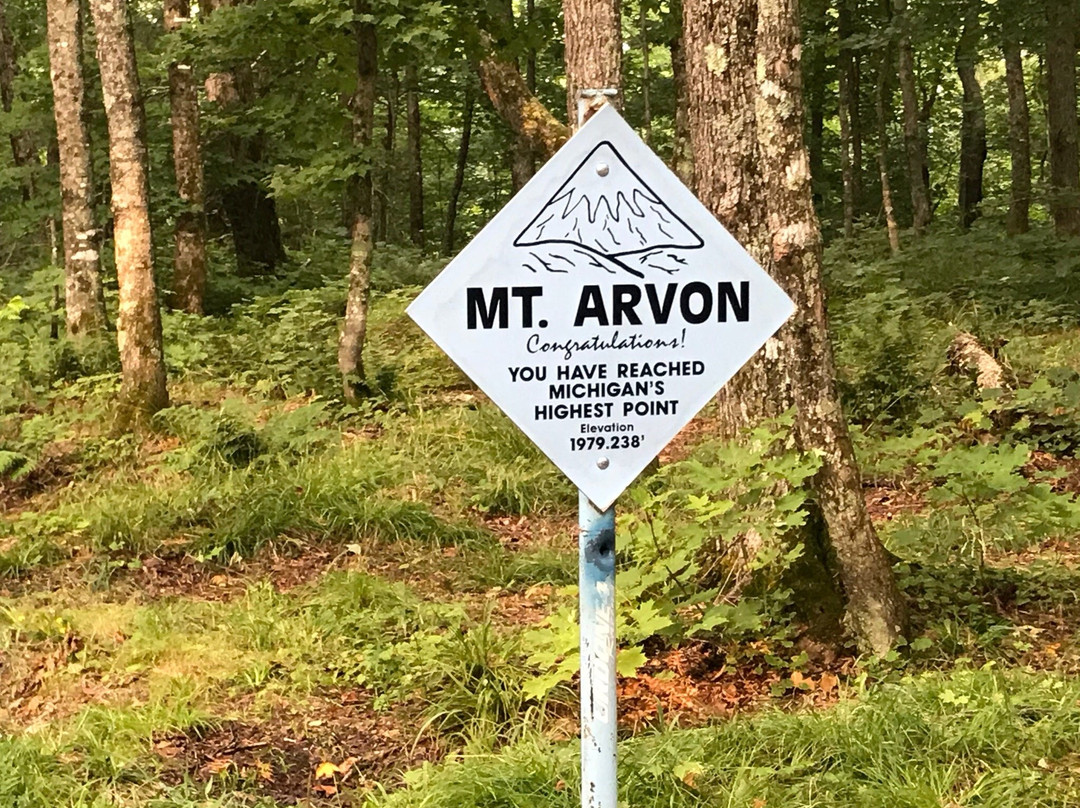 MT. ARVON
Congratulations!
YOU HAVE REACHED
MICHIGAN'S
HIGHEST POINT
Elevation
1979.238'